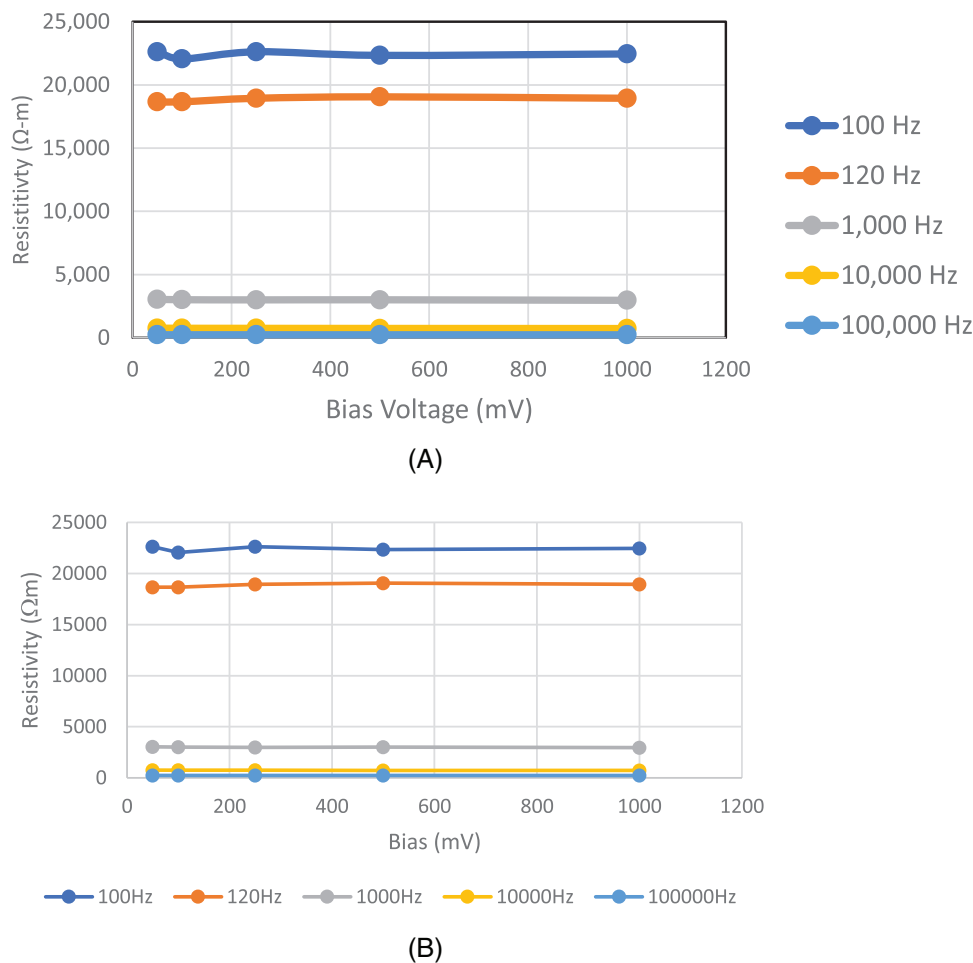 25,000
20,000
15,000
10,000
5,000
0
Resistitivty (Ω-m)
0 200 400 600 800 1000 1200
Bias Voltage (mV)
100 Hz
120 Hz
1,000 Hz
10,000 Hz
100,000 Hz
(A)
25000
20000
15000
10000
5000
0
Resistivity (Ωm)
0 200 400 600 800 1000 1200
Bias (mV)
100Hz 120Hz 1000Hz 10000Hz 100000Hz
(B)